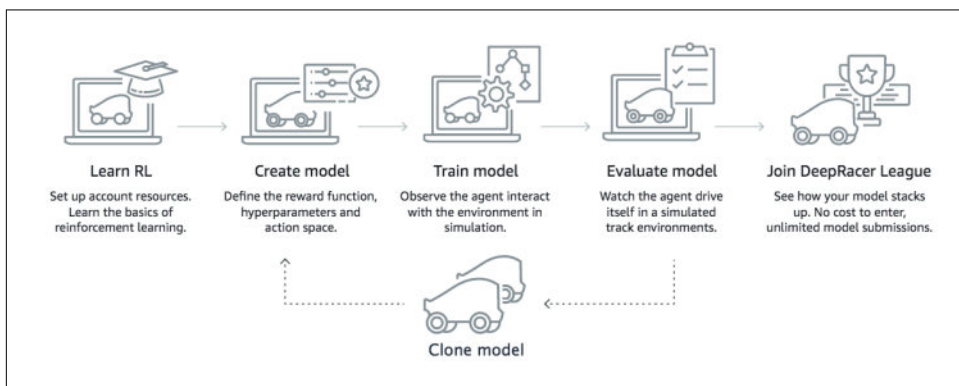 Learn RL
Set up account resources.
Learn the basics of
reinforcement learning.
Create model
Define the reward function,
hyperparameters and
action space.
Train model
Observe the agent interact
with the environment in
simulation.
Evaluate model
Watch the agent drive
itself in a simulated
track environments.
Join DeepRacer League
See how your model stacks
up. No cost to enter,
unlimited model submissions.
Clone model